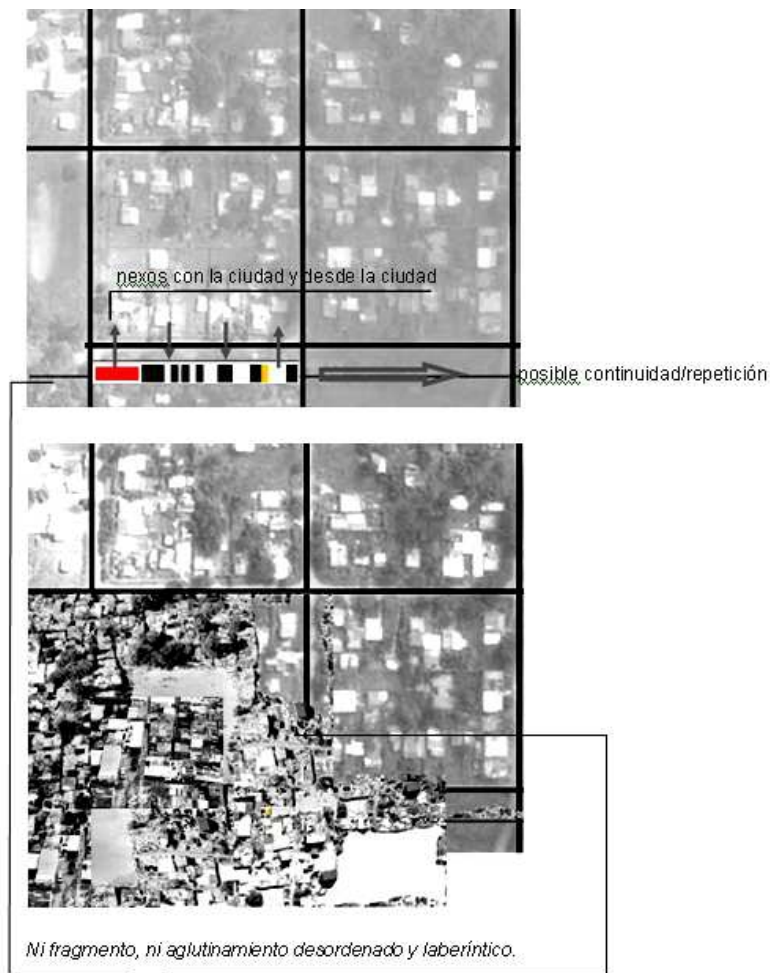 nexos con la ciudad y desde la ciudad
posible continuidad/repetición
Ni fragmento, ni aglutinamiento desordenado y laberíntico.